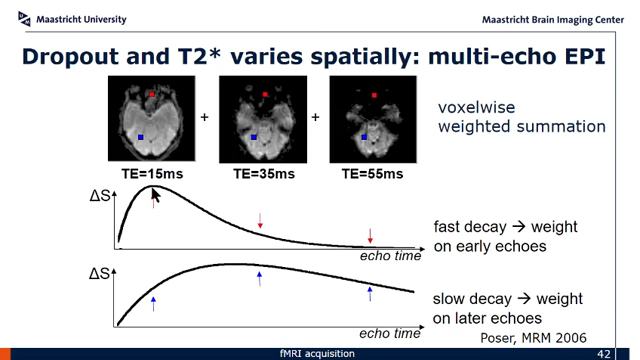 Maastricht University
Maastricht Brain Imaging Center
Dropout and T2* varies spatially: multi-echo EPI
+
+
voxelwise
weighted summation
TE=15ms
TE=35ms
TE=55ms
ΔS
echo time
fast decay → weight
on early echoes
ΔS
echo time
slow decay → weight
on later echoes
Poser, MRM 2006
fMRI acquisition
42